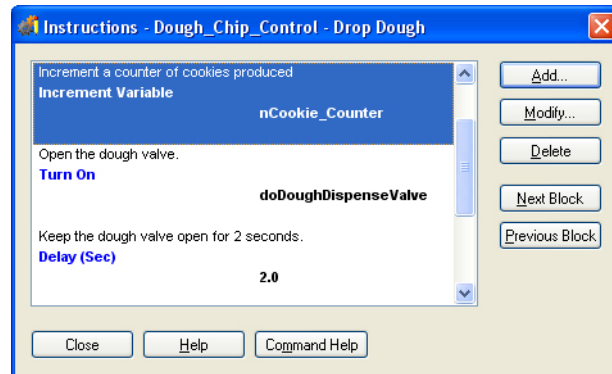 Instructions - Dough_Chip_Control - Drop Dough
Increment a counter of cookies produced
Increment Variable
nCookie_Counter
Open the dough valve.
Turn On
doDoughDispenseValve
Keep the dough valve open for 2 seconds.
Delay (Sec)
2.0
Add...
Modify...
Delete
Next Block
Previous Block
Close
Help
Command Help